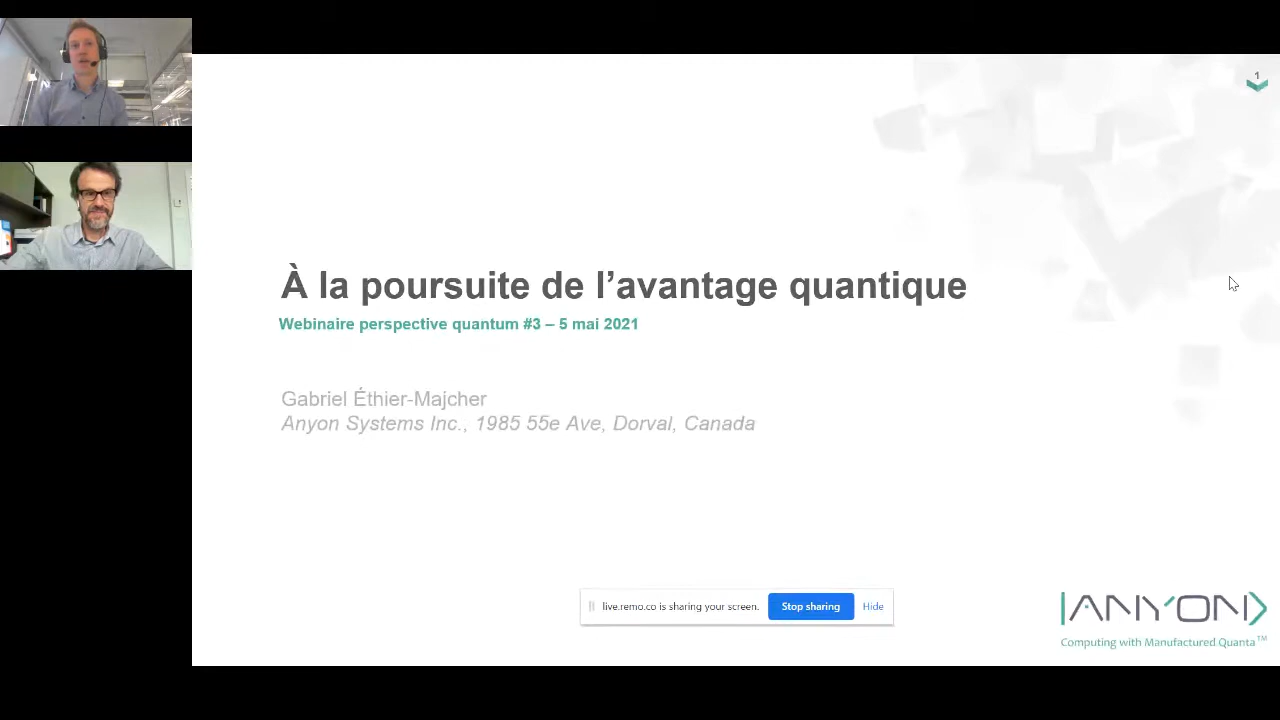 1
À la poursuite de l’avantage quantique
Webinaire perspective quantum #3 – 5 mai 2021
Gabriel Éthier-Majcher
Anyon Systems Inc., 1985 55e Ave, Dorval, Canada
live.remo.co is sharing your screen.
Stop sharing
Hide
|ANYON⟩
Computing with Manufactured Quanta™